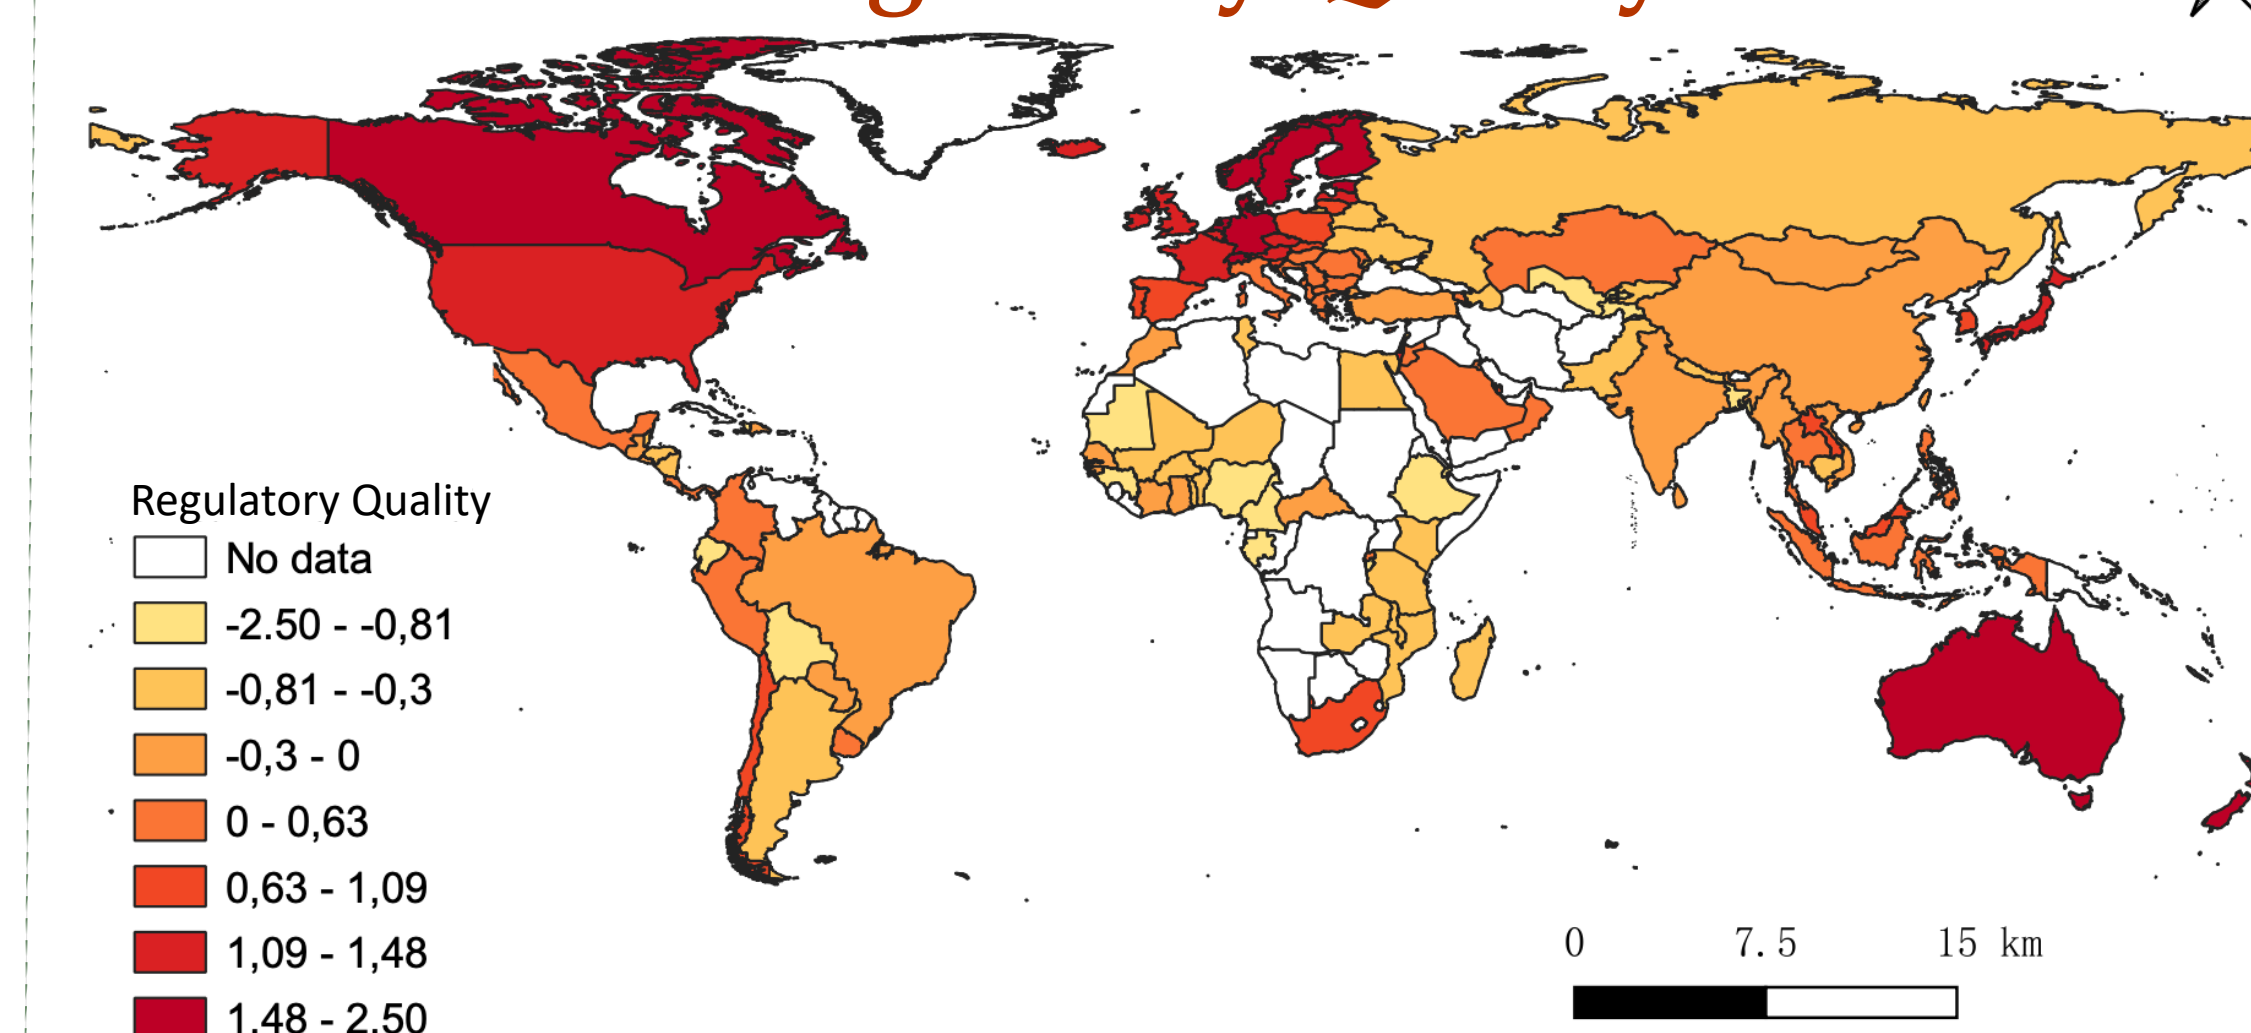 Regulatory Quality
No data
-2.50 - -0,81
-0,81 - -0,3
-0,3 - 0
0 - 0,63
0,63 - 1,09
1,09 - 1,48
1.48 - 2.50
0 7.5 15 km